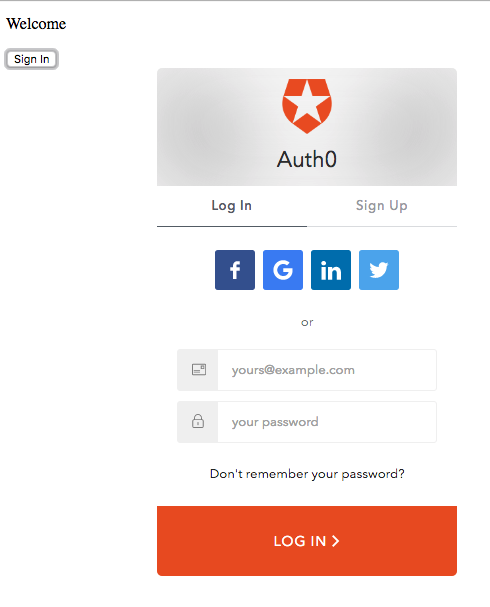 Welcome
Sign In
Auth0
Log In Sign Up
or
yours@example.com
your password
Don't remember your password?
LOG IN